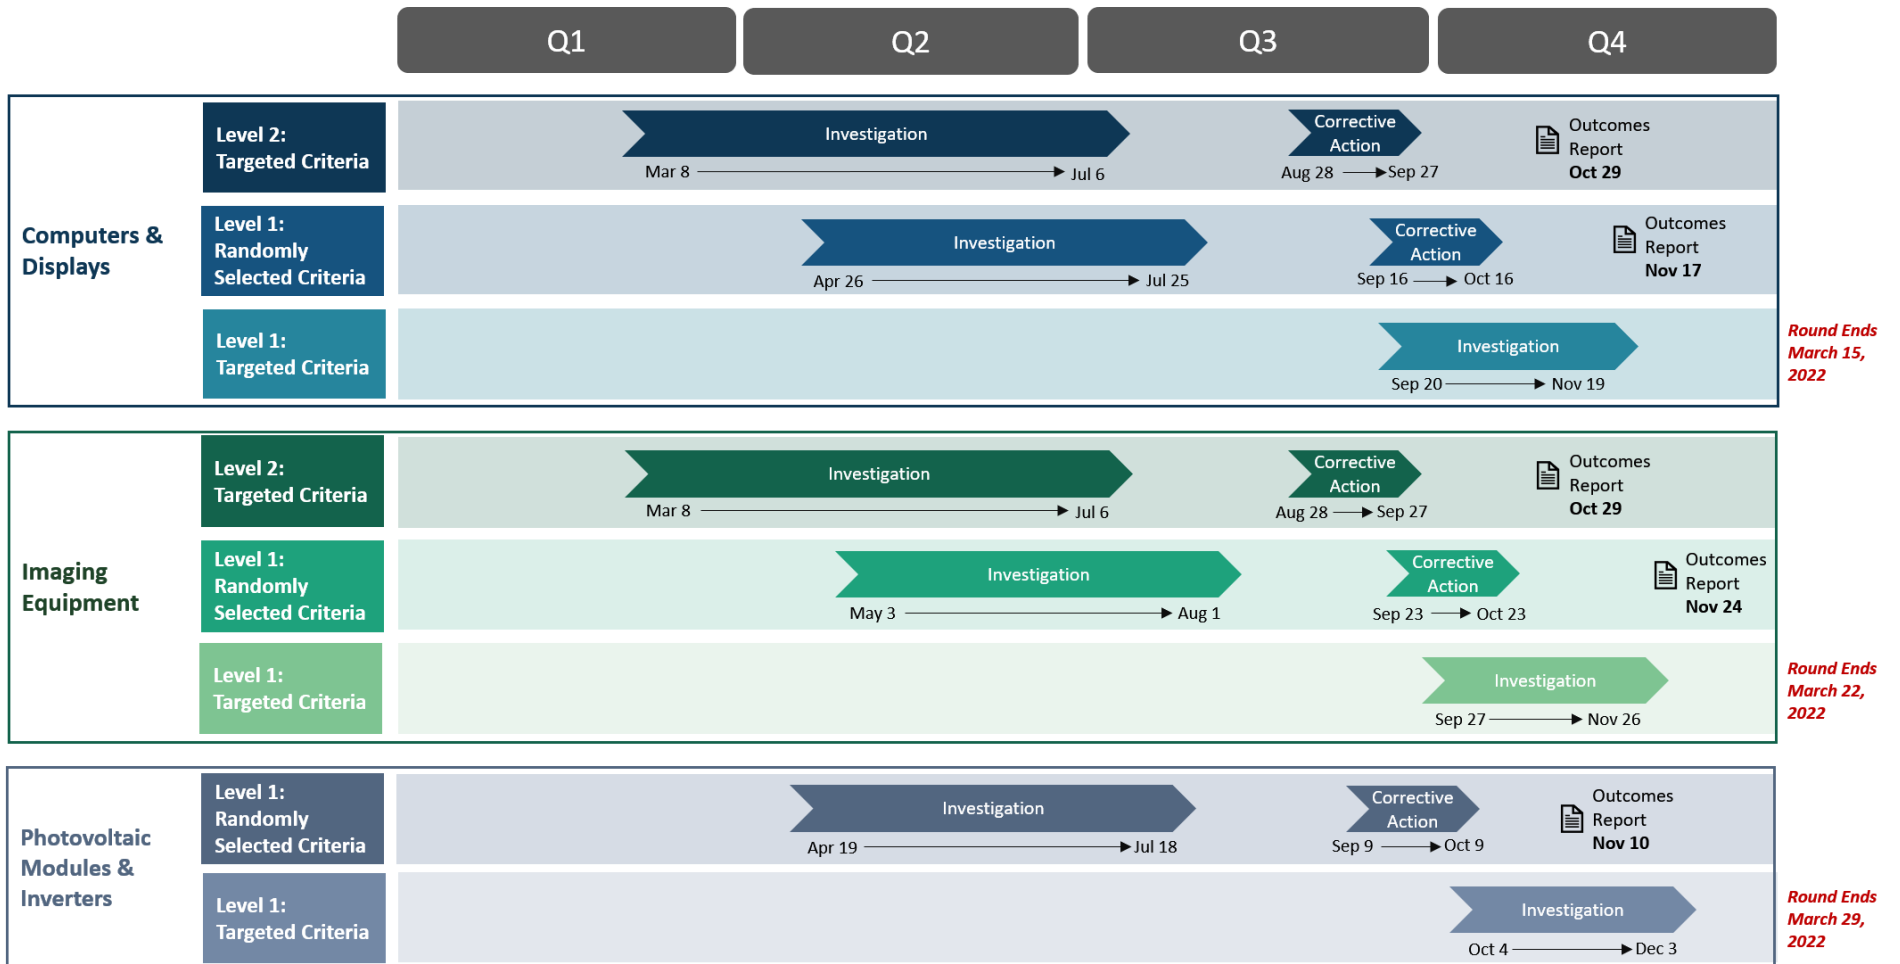 Q1
Q2
Q3
Q4
Computers &
Displays
Level 2:
Targeted Criteria
Investigation
Mar 8
Jul 6
Corrective
Action
Aug 28
Sep 27
Outcomes
Report
Oct 29
Level 1:
Randomly
Selected Criteria
Investigation
Apr 26
Jul 25
Corrective
Action
Sep 16
Oct 16
Outcomes
Report
Nov 17
Level 1:
Targeted Criteria
Investigation
Sep 20
Nov 19
Round Ends
March 15,
2022
Imaging
Equipment
Level 2:
Targeted Criteria
Investigation
Mar 8
Jul 6
Corrective
Action
Aug 28
Sep 27
Outcomes
Report
Oct 29
Level 1:
Randomly
Selected Criteria
Investigation
May 3
Aug 1
Corrective
Action
Sep 23
Oct 23
Outcomes
Report
Nov 24
Level 1:
Targeted Criteria
Investigation
Sep 27
Nov 26
Round Ends
March 22,
2022
Photovoltaic
Modules &
Inverters
Level 1:
Randomly
Selected Criteria
Investigation
Apr 19
Jul 18
Corrective
Action
Sep 9
Oct 9
Outcomes
Report
Nov 10
Level 1:
Targeted Criteria
Investigation
Oct 4
Dec 3
Round Ends
March 29,
2022